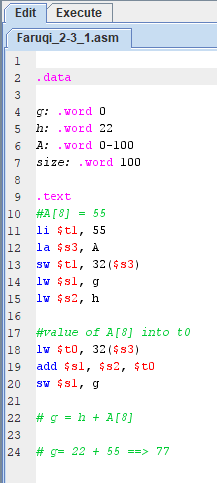 Edit Execute
Faruqi_2-3_1.asm
1
2 .data
3
4 g: .word 0
5 h: .word 22
6 A: .word 0-100
7 size: .word 100
8
9 .text
10 #A[8] = 55
11 li $t1, 55
12 la $s3, A
13 sw $t1, 32($s3)
14 lw $s1, g
15 lw $s2, h
16
17 #value of A[8] into t0
18 lw $t0, 32($s3)
19 add $s1, $s2, $t0
20 sw $s1, g
21
22 # g = h + A[8]
23
24 # g= 22 + 55 ==> 77